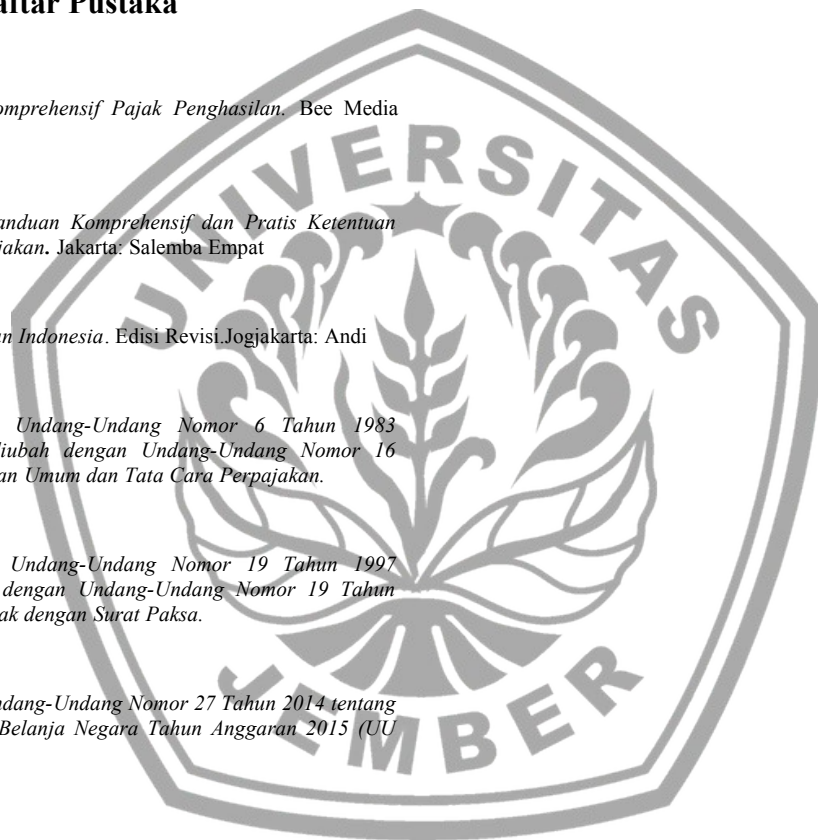 aftar Pustaka
omprehensif Pajak Penghasilan. Bee Media
anduan Komprehensif dan Pratis Ketentuan
jakan. Jakarta: Salemba Empat
an Indonesia. Edisi Revisi.Jogjakarta: Andi
Undang-Undang Nomor 6 Tahun 1983
diubah dengan Undang-Undang Nomor 16
an Umum dan Tata Cara Perpajakan.
Undang-Undang Nomor 19 Tahun 1997
dengan Undang-Undang Nomor 19 Tahun
ak dengan Surat Paksa.
ndang-Undang Nomor 27 Tahun 2014 tentang
Belanja Negara Tahun Anggaran 2015 (UU
UNIVERSITAS
JEMBER